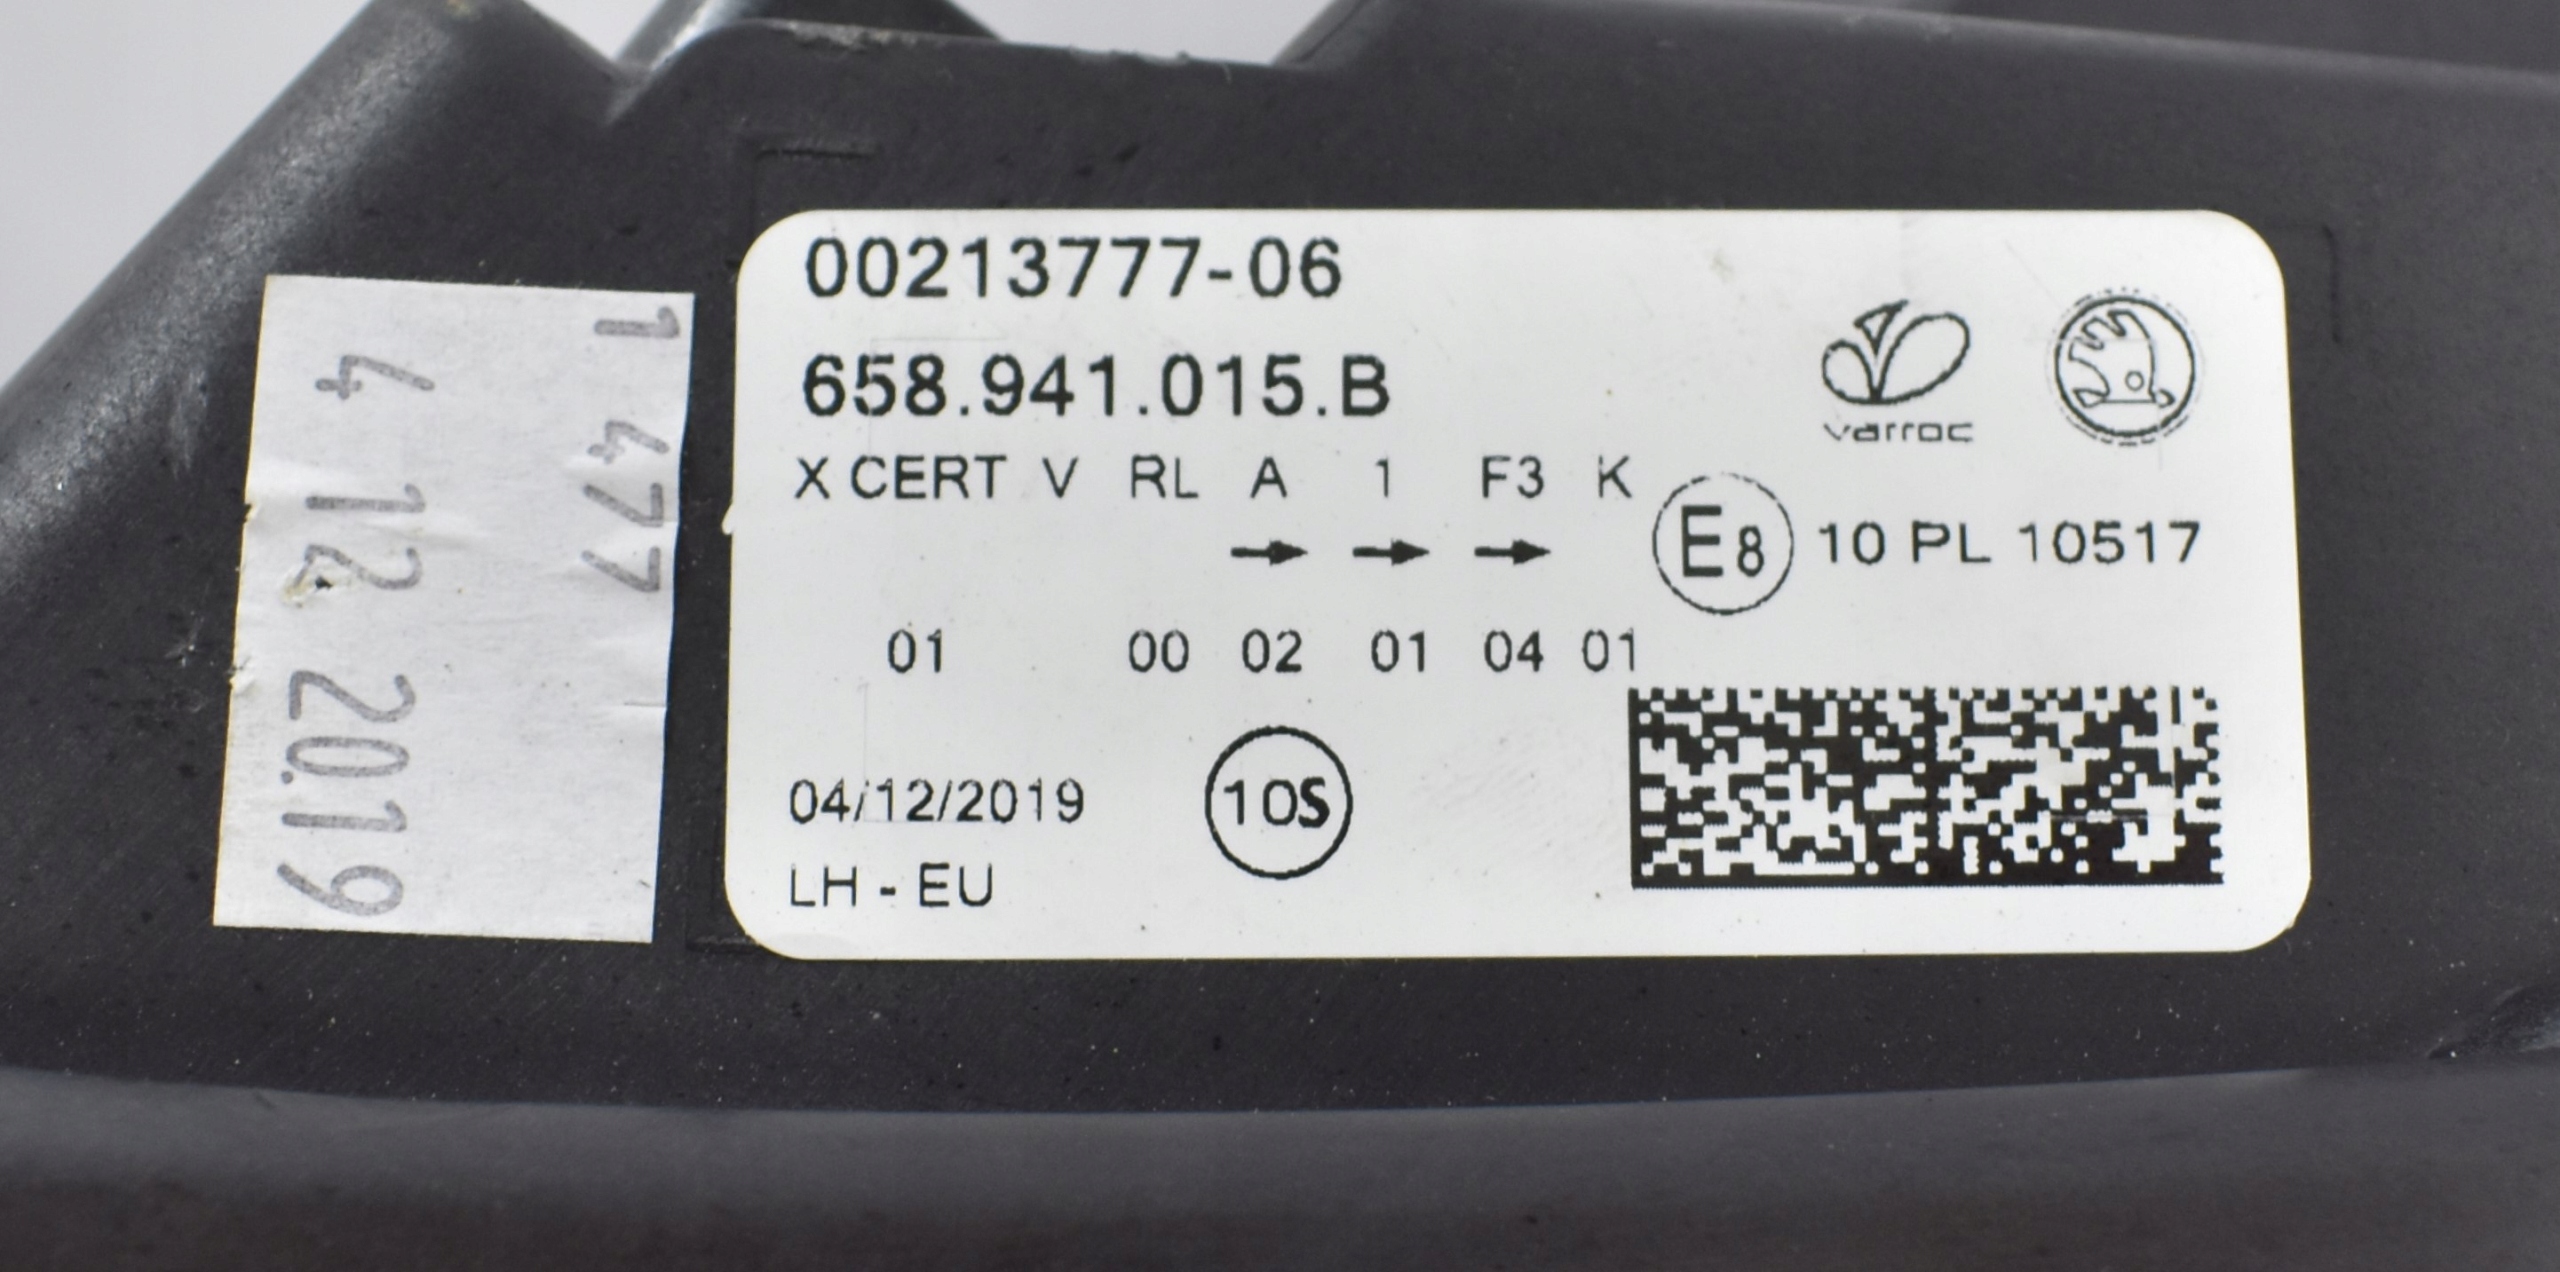 1 477
4 12 2019
00213777-06
658.941.015.B
varroc
X CERT V RL A 1 F3 K
→ → →
E8 10 PL 10517
01 00 02 01 04 01
04/12/2019
10S
LH - EU